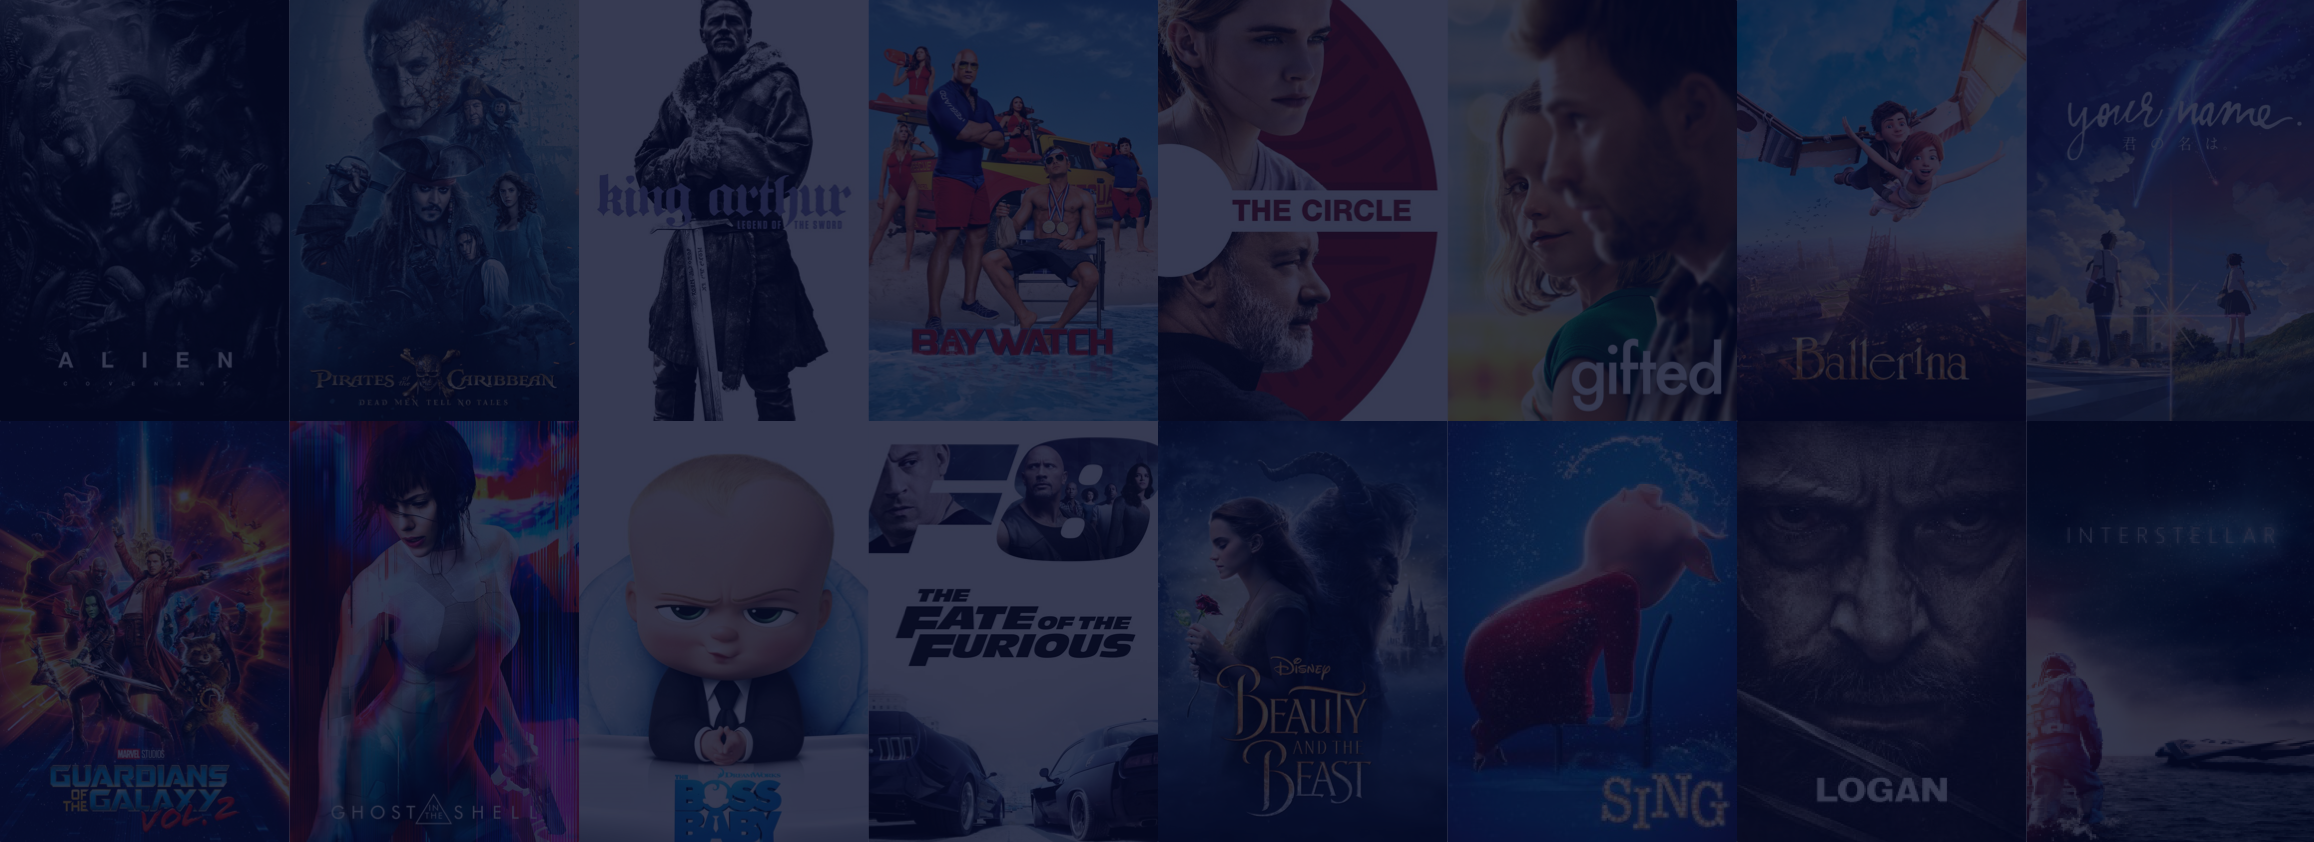 ALIEN
COVENANT
PIRATES of the CARIBBEAN
DEAD MEN TELL NO TALES
king arthur
LEGEND OF THE SWORD
BAYWATCH
THE CIRCLE
gifted
Ballerina
your name.
君の名は。
MARVEL STUDIOS
GUARDIANS
OF THE GALAXY
VOL. 2
GHOST IN THE SHELL
DREAMWORKS
THE
BOSS
BABY
F8
THE
FATE OF THE
FURIOUS
DISNEY
BEAUTY
AND THE
BEAST
SING
LOGAN
INTERSTELLAR